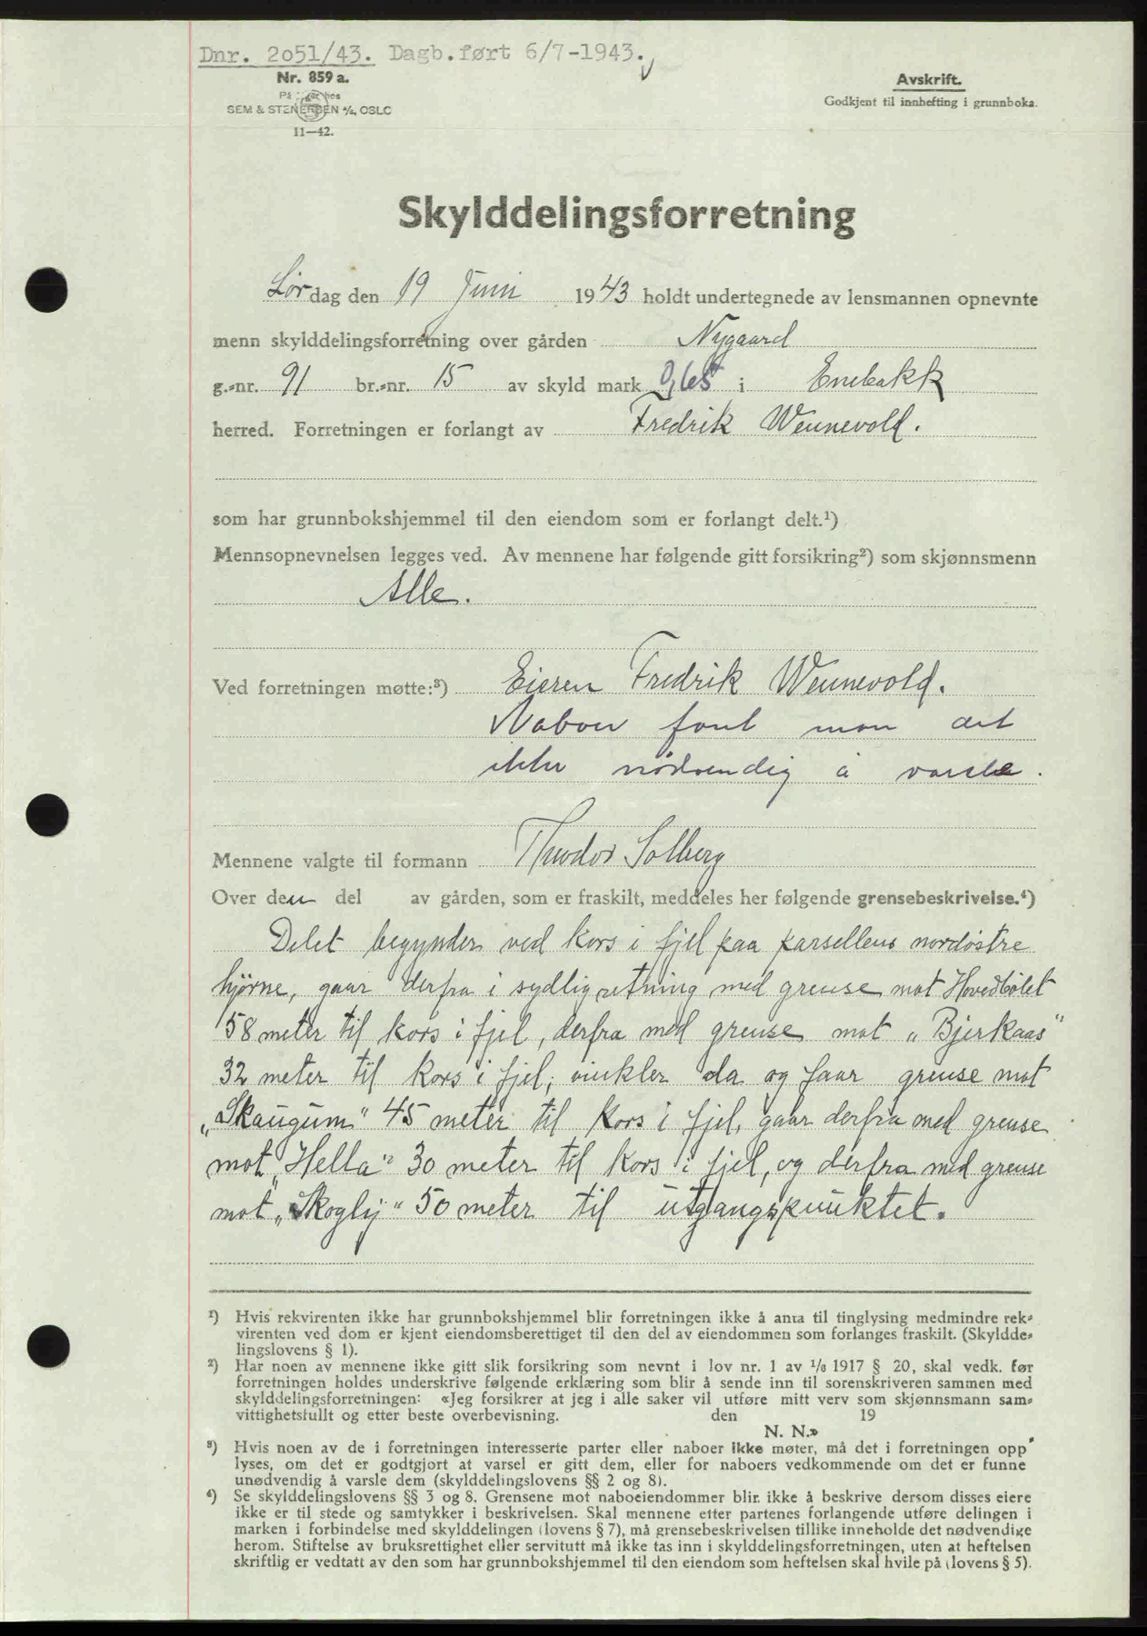 Dnr. 2o51/43. Dagb.ført 6/7-1943.
Nr. 859 a.
SEM & STENERSEN A/S, OSLO
11—42.
Avskrift.
Godkjent til innhefting i grunnboka.
Skylddelingsforretning
Lørdag den 19 Juni 1943 holdt undertegnede av lensmannen opnevnte
menn skylddelingsforretning over gården Nygaard
g.-nr. 91 br.-nr. 15 av skyld mark 0,65 i Enebakk
herred. Forretningen er forlangt av Fredrik Wennevold.
som har grunnbokshjemmel til den eiendom som er forlangt delt.¹)
Mennsopnevnelsen legges ved. Av mennene har følgende gitt forsikring²) som skjønnsmenn
Alle.
Ved forretningen møtte:³) Eieren Fredrik Wennevold.
Naboer fant man det
ikke nødvendig å varsle.
Mennene valgte til formann Theodor Solberg
Over den del av gården, som er fraskilt, meddeles her følgende grensebeskrivelse.⁴)
Delet begynder ved kors i fjel paa parsellens nordøstre
hjørne, gaar derfra i sydlig retning med grense mot Hovedbølet
58 meter til kors i fjel, derfra med grense mot „Bjerkaas"
32 meter til kors i fjel, vinkler da og faar grense mot
„Skaugum" 45 meter til kors i fjel, gaar derfra med grense
mot „Hella" 30 meter til kors i fjel, og derfra med grense
mot „Skogly" 50 meter til utgangspunktet.
¹) Hvis rekvirenten ikke har grunnbokshjemmel blir forretningen ikke å anta til tinglysing medmindre rek-
virenten ved dom er kjent eiendomsberettiget til den del av eiendommen som forlanges fraskilt. (Skyldde-
lingslovens § 1).
²) Har noen av mennene ikke gitt slik forsikring som nevnt i lov nr. 1 av 1/6 1917 § 20, skal vedk. før
forretningen holdes underskrive følgende erklæring som blir å sende inn til sorenskriveren sammen med
skylddelingsforretningen: «Jeg forsikrer at jeg i alle saker vil utføre mitt verv som skjønnsmann sam-
vittighetsfullt og etter beste overbevisning. den 19
N. N.»
³) Hvis noen av de i forretningen interesserte parter eller naboer ikke møter, må det i forretningen opp
lyses, om det er godtgjort at varsel er gitt dem, eller for naboers vedkommende om det er funne
unødvendig å varsle dem (skylddelingslovens §§ 2 og 8).
⁴) Se skylddelingslovens §§ 3 og 8. Grensene mot naboeiendommer blir ikke å beskrive dersom disses eiere
ikke er til stede og samtykker i beskrivelsen. Skal mennene etter partenes forlangende utføre delingen i
marken i forbindelse med skylddelingen (lovens § 7), må grensebeskrivelsen tillike inneholde det nødvendige
herom. Stiftelse av bruksrettighet eller servitutt må ikke tas inn i skylddelingsforretningen, uten at heftelsen
skriftlig er vedtatt av den som har grunnbokshjemmel til den eiendom som heftelsen skal hvile på (lovens § 5).